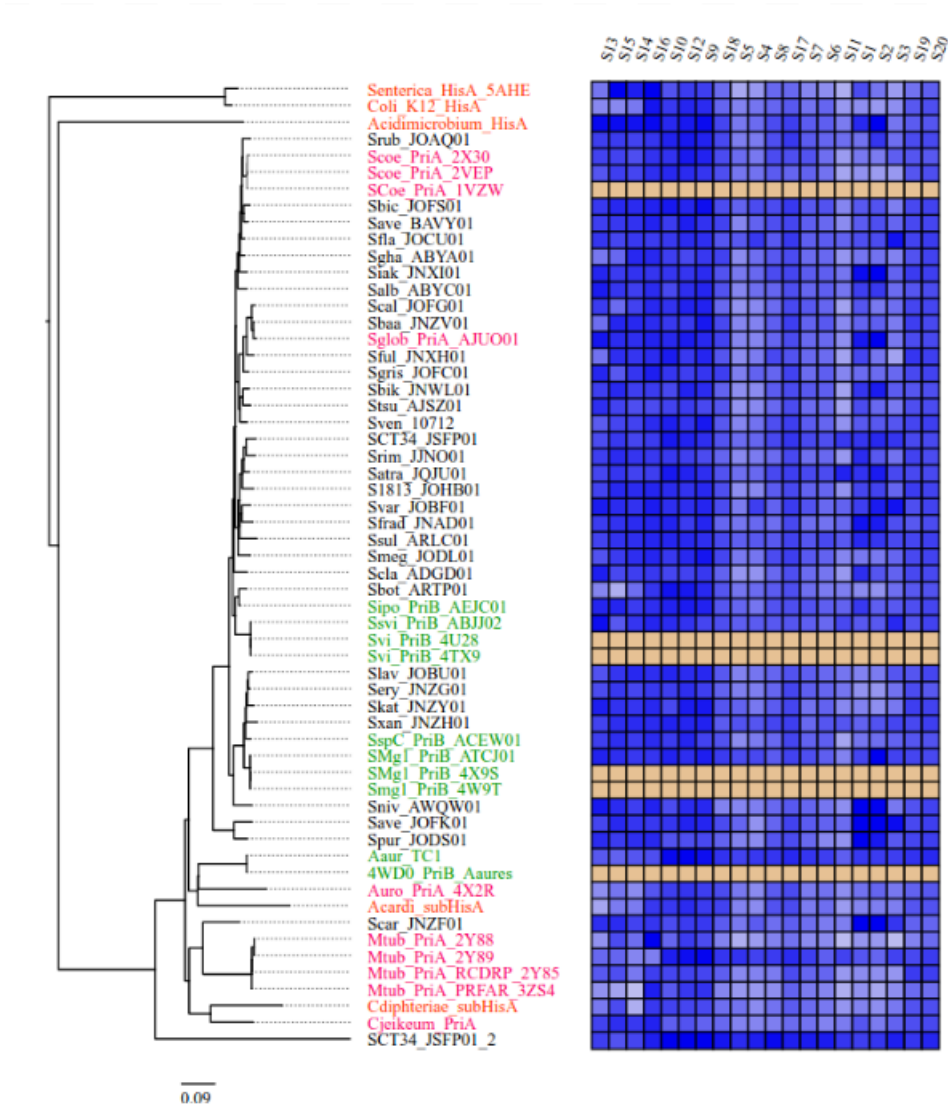 S13 S15 S14 S16 S10 S12 S9 S18 S5 S4 S8 S17 S7 S6 S11 S1 S2 S3 S19 S20
Senterica_HisA_5AHE
Coli_K12_HisA
Acidimicrobium_HisA
Srub_JOAQ01
Scoe_PriA_2X30
Scoe_PriA_2VEP
SCoe_PriA_1VZW
Sbic_JOFS01
Save_BAVY01
Sfla_JOCU01
Sgha_ABYA01
Siak_JNXI01
Salb_ABYC01
Scal_JOFG01
Sbaa_JNZV01
Sglob_PriA_AJUO01
Sful_JNXH01
Sgris_JOFC01
Sbik_JNWL01
Stsu_AJSZ01
Sven_10712
SCT34_JSFP01
Srim_JJNO01
Satra_JQJU01
S1813_JOHB01
Svar_JOBF01
Sfrad_JNAD01
Ssul_ARLC01
Smeg_JODL01
Scla_ADGD01
Sbot_ARTP01
Sipo_PriB_AEJC01
Ssvi_PriB_ABJJ02
Svi_PriB_4U28
Svi_PriB_4TX9
Slav_JOBU01
Sery_JNZG01
Skat_JNZY01
Sxan_JNZH01
SspC_PriB_ACEW01
SMg1_PriB_ATCJ01
SMg1_PriB_4X9S
Smg1_PriB_4W9T
Sniv_AWQW01
Save_JOFK01
Spur_JODS01
Aaur_TC1
4WD0_PriB_Aaures
Auro_PriA_4X2R
Acardi_subHisA
Scar_JNZF01
Mtub_PriA_2Y88
Mtub_PriA_2Y89
Mtub_PriA_RCDRP_2Y85
Mtub_PriA_PRFAR_3ZS4
Cdiphteriae_subHisA
Cjeikeum_PriA
SCT34_JSFP01_2
0.09